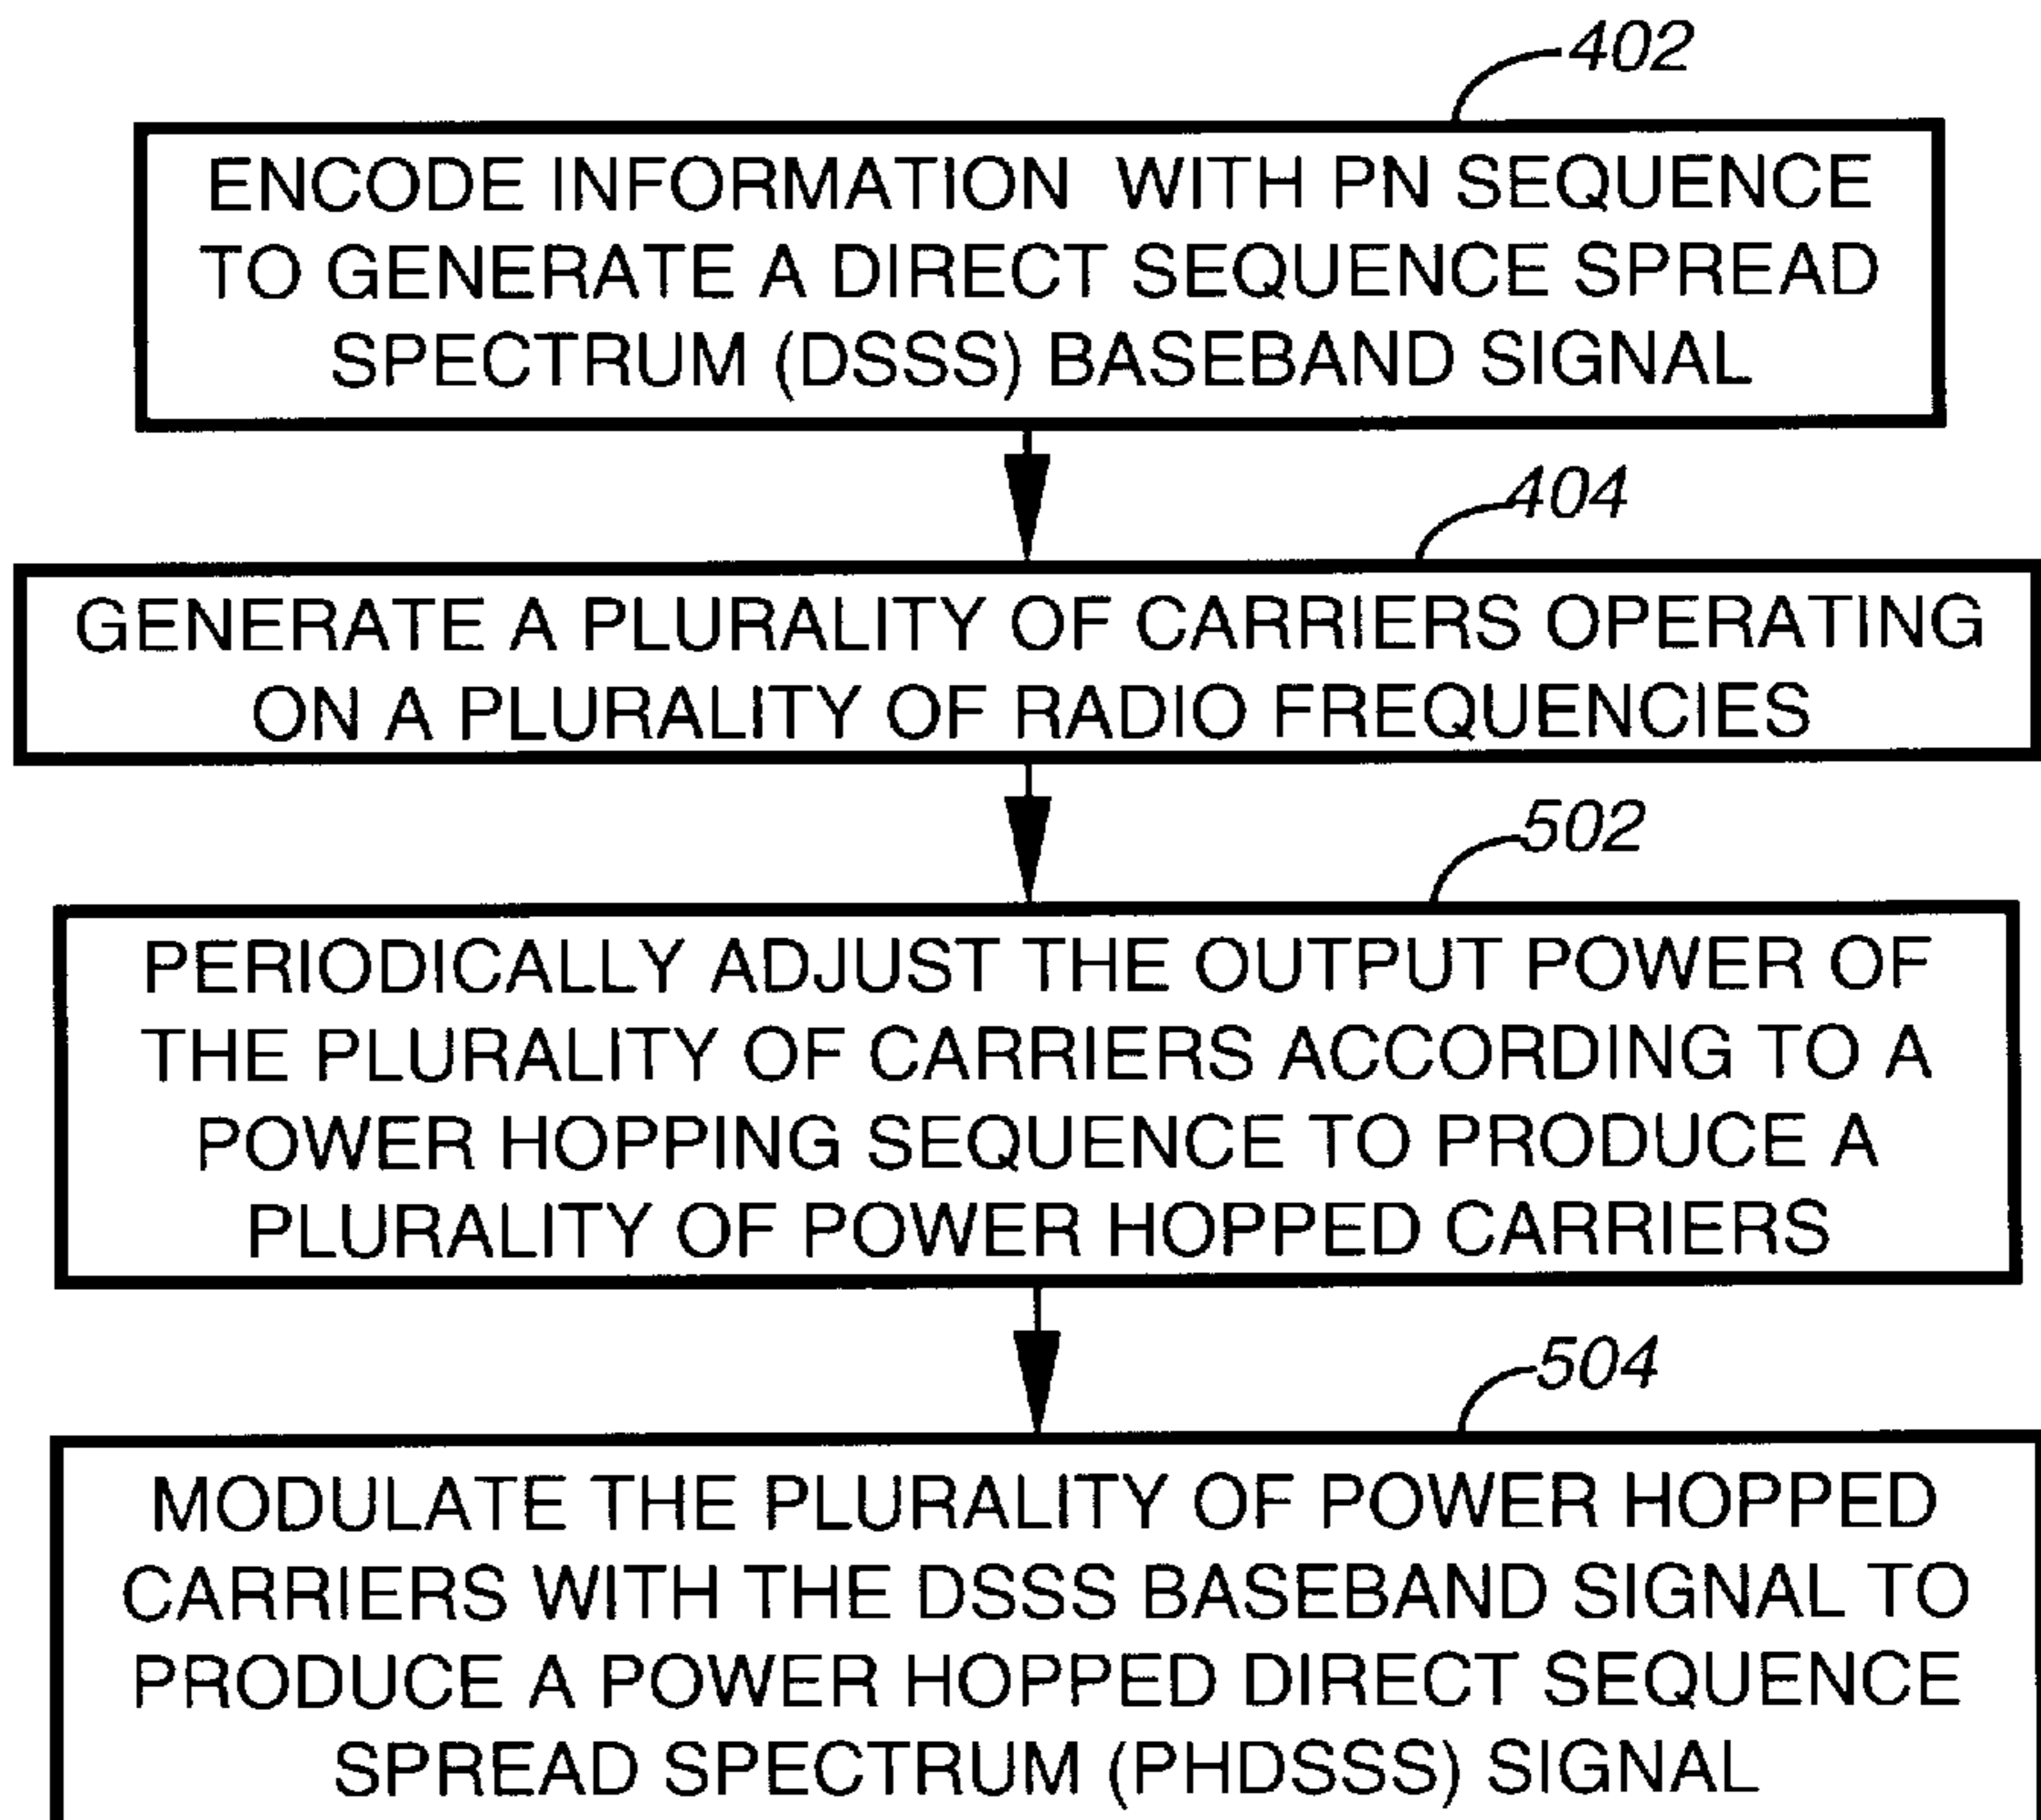 402
ENCODE INFORMATION WITH PN SEQUENCE
TO GENERATE A DIRECT SEQUENCE SPREAD
SPECTRUM (DSSS) BASEBAND SIGNAL
404
GENERATE A PLURALITY OF CARRIERS OPERATING
ON A PLURALITY OF RADIO FREQUENCIES
502
PERIODICALLY ADJUST THE OUTPUT POWER OF
THE PLURALITY OF CARRIERS ACCORDING TO A
POWER HOPPING SEQUENCE TO PRODUCE A
PLURALITY OF POWER HOPPED CARRIERS
504
MODULATE THE PLURALITY OF POWER HOPPED
CARRIERS WITH THE DSSS BASEBAND SIGNAL TO
PRODUCE A POWER HOPPED DIRECT SEQUENCE
SPREAD SPECTRUM (PHDSSS) SIGNAL